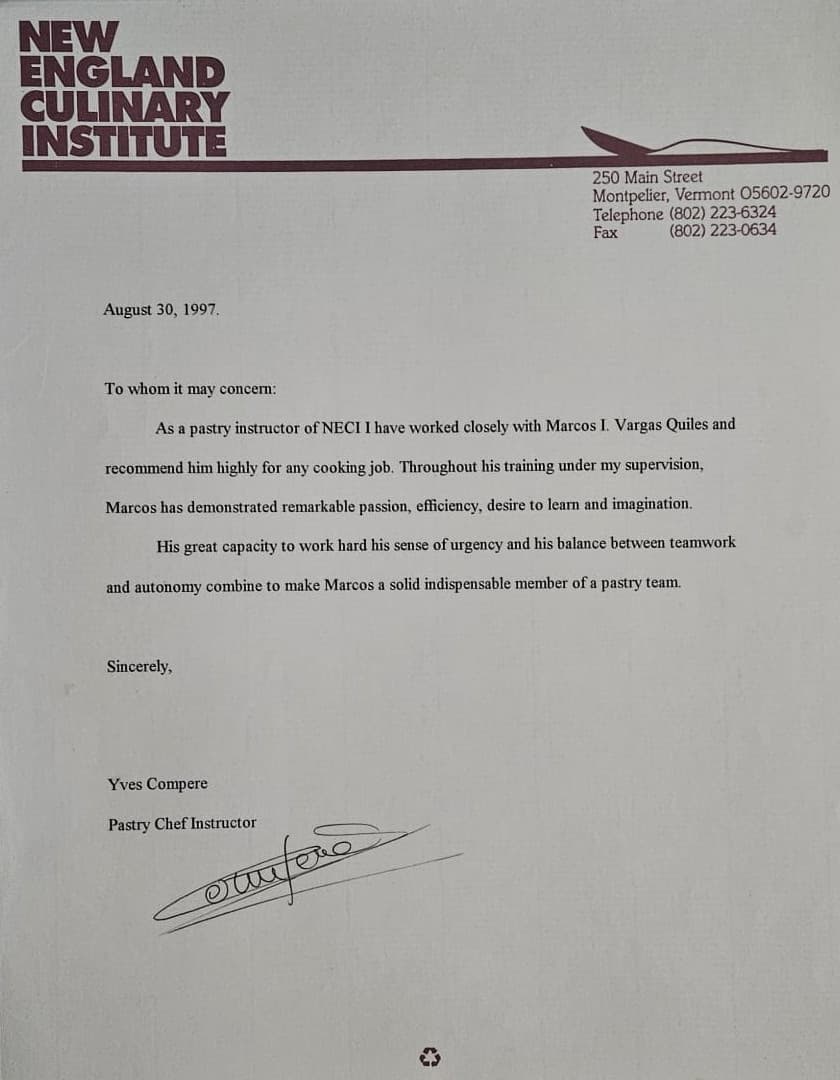 NEW
ENGLAND
CULINARY
INSTITUTE
250 Main Street
Montpelier, Vermont 05602-9720
Telephone (802) 223-6324
Fax (802) 223-0634
August 30, 1997.
To whom it may concern:
As a pastry instructor of NECI I have worked closely with Marcos I. Vargas Quiles and
recommend him highly for any cooking job. Throughout his training under my supervision,
Marcos has demonstrated remarkable passion, efficiency, desire to learn and imagination.
His great capacity to work hard his sense of urgency and his balance between teamwork
and autonomy combine to make Marcos a solid indispensable member of a pastry team.
Sincerely,
Yves Compere
Pastry Chef Instructor